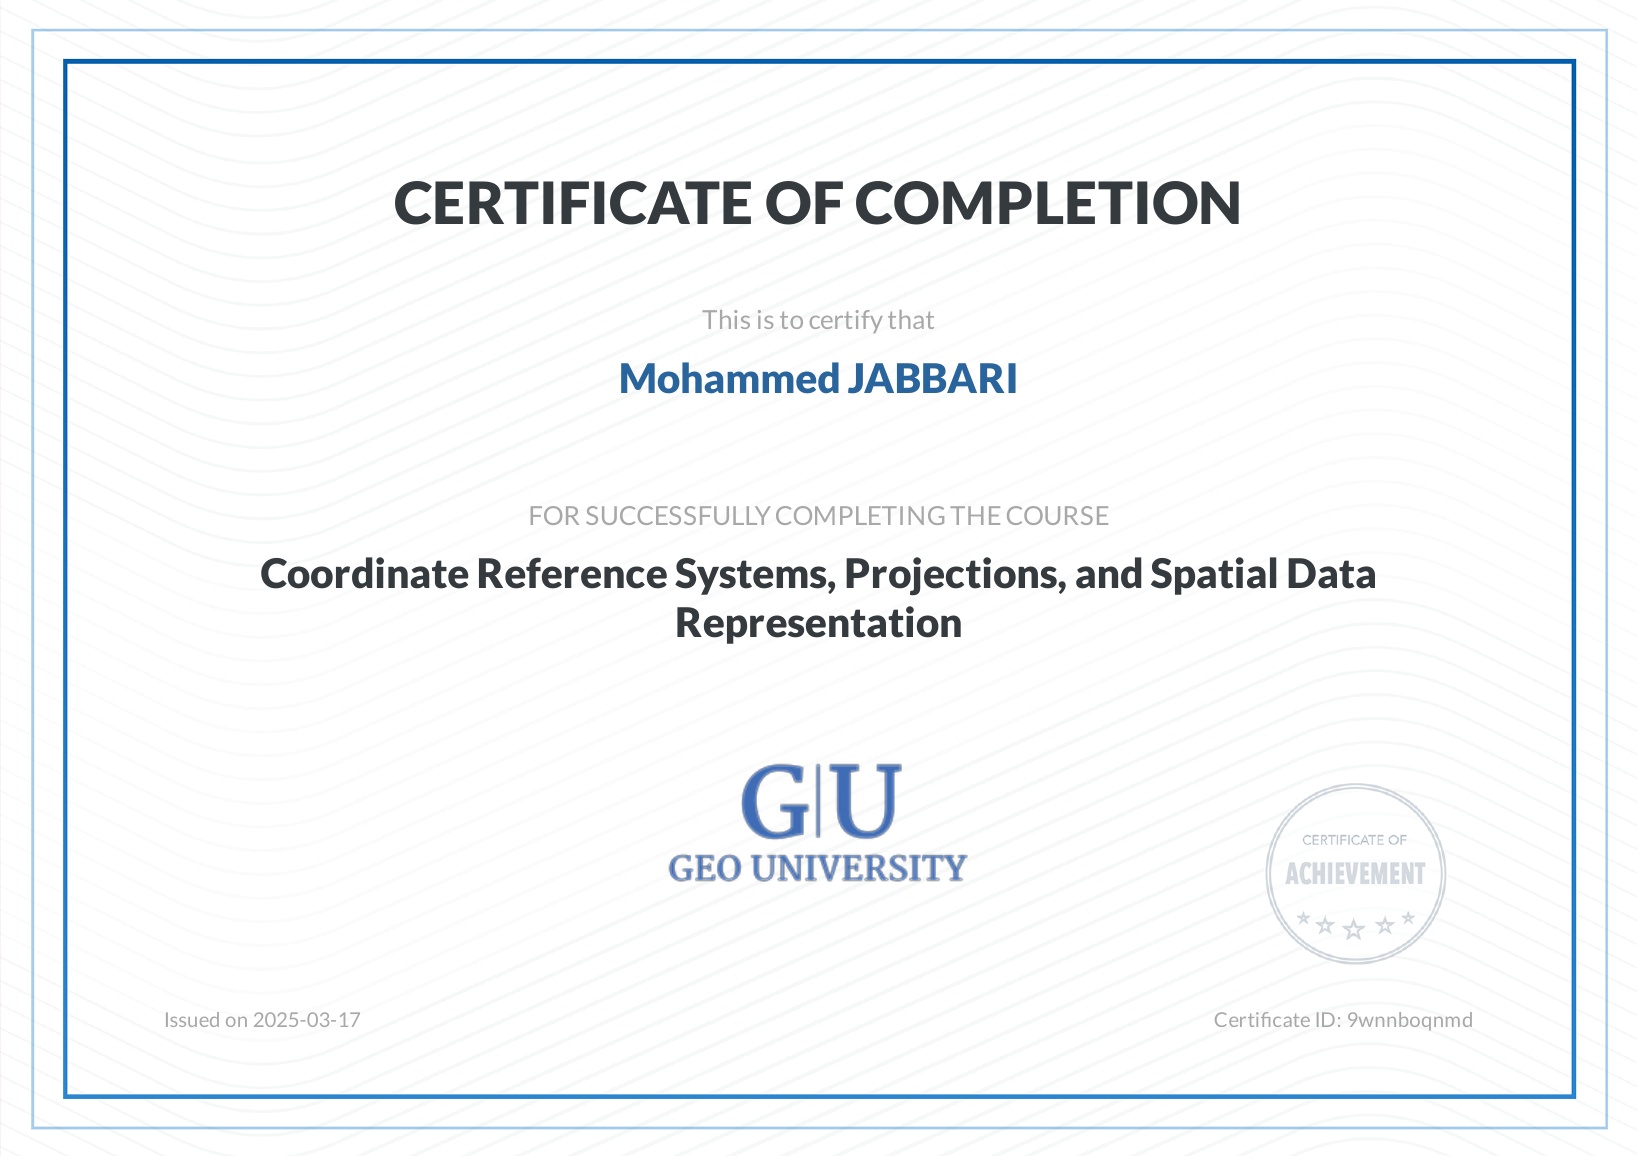 CERTIFICATE OF COMPLETION
This is to certify that
Mohammed JABBARI
FOR SUCCESSFULLY COMPLETING THE COURSE
Coordinate Reference Systems, Projections, and Spatial Data
Representation
G|U
GEO UNIVERSITY
CERTIFICATE OF
ACHIEVEMENT
Issued on 2025-03-17
Certificate ID: 9wnnboqnmd